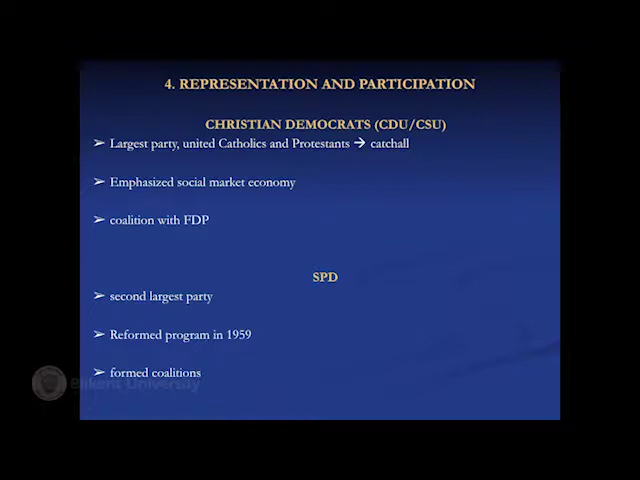 4. REPRESENTATION AND PARTICIPATION
CHRISTIAN DEMOCRATS (CDU/CSU)
➢ Largest party, united Catholics and Protestants → catchall
➢ Emphasized social market economy
➢ coalition with FDP
SPD
➢ second largest party
➢ Reformed program in 1959
➢ formed coalitions
Bilkent University